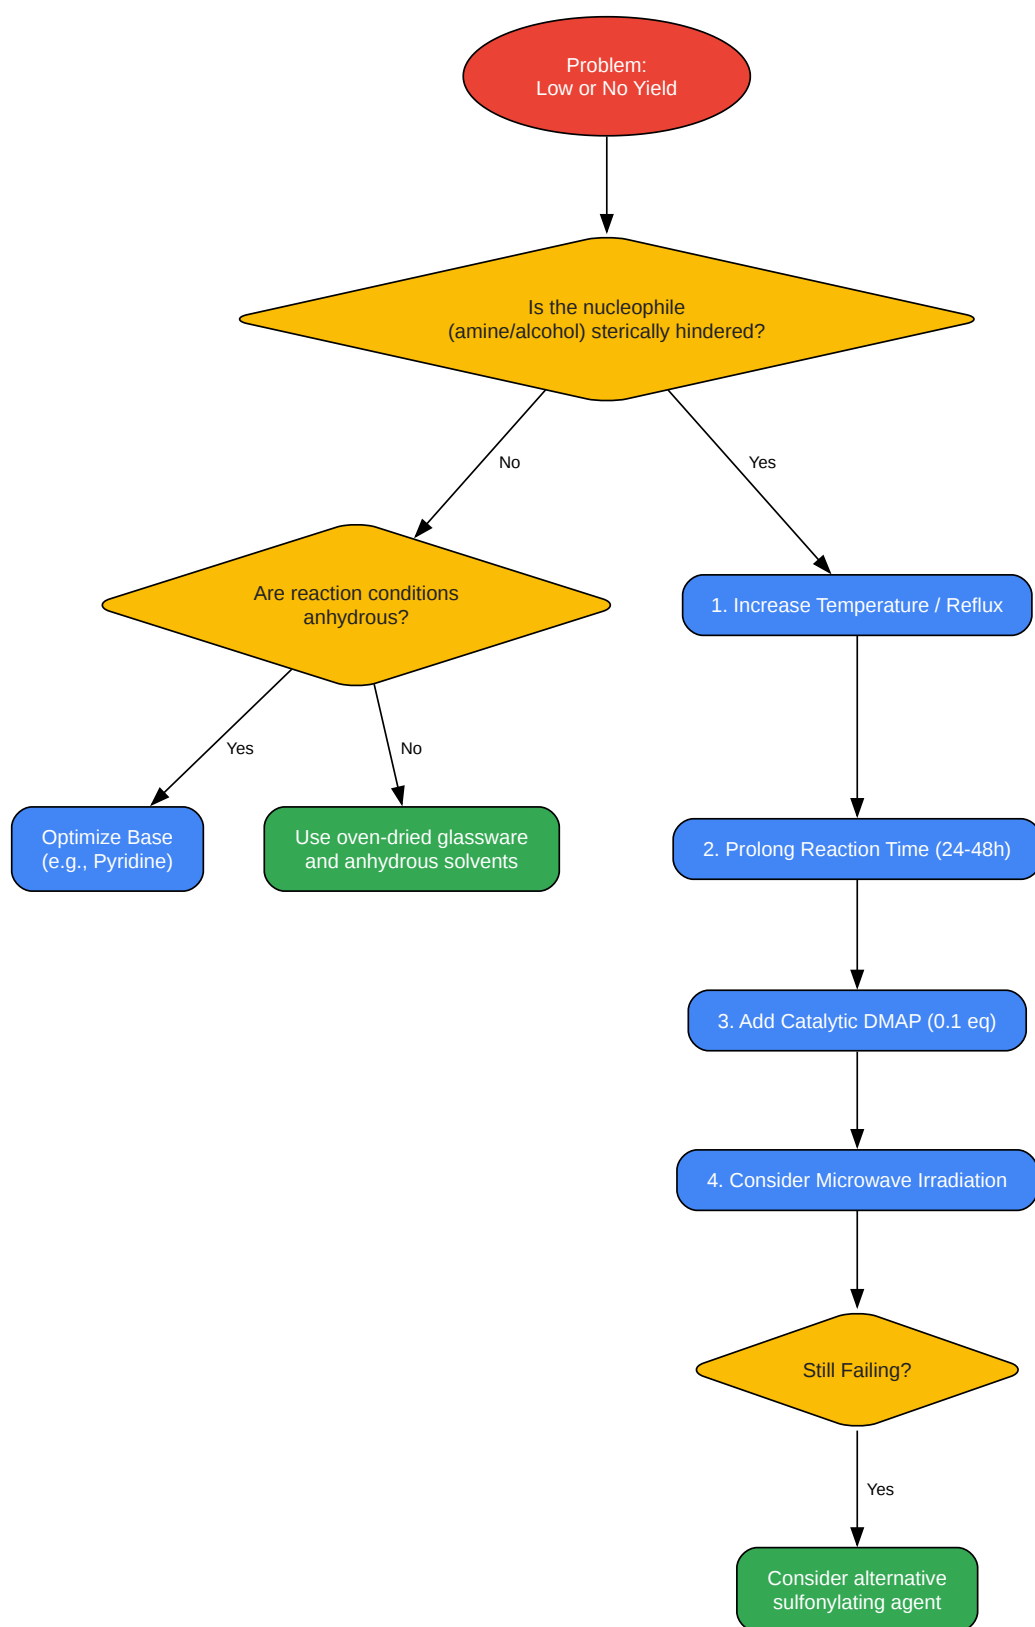 Problem:
Low or No Yield
Is the nucleophile
(amine/alcohol) sterically hindered?
No
Yes
Are reaction conditions
anhydrous?
1. Increase Temperature / Reflux
Yes
No
Optimize Base
(e.g., Pyridine)
Use oven-dried glassware
and anhydrous solvents
2. Prolong Reaction Time (24-48h)
3. Add Catalytic DMAP (0.1 eq)
4. Consider Microwave Irradiation
Still Failing?
Yes
Consider alternative
sulfonylating agent